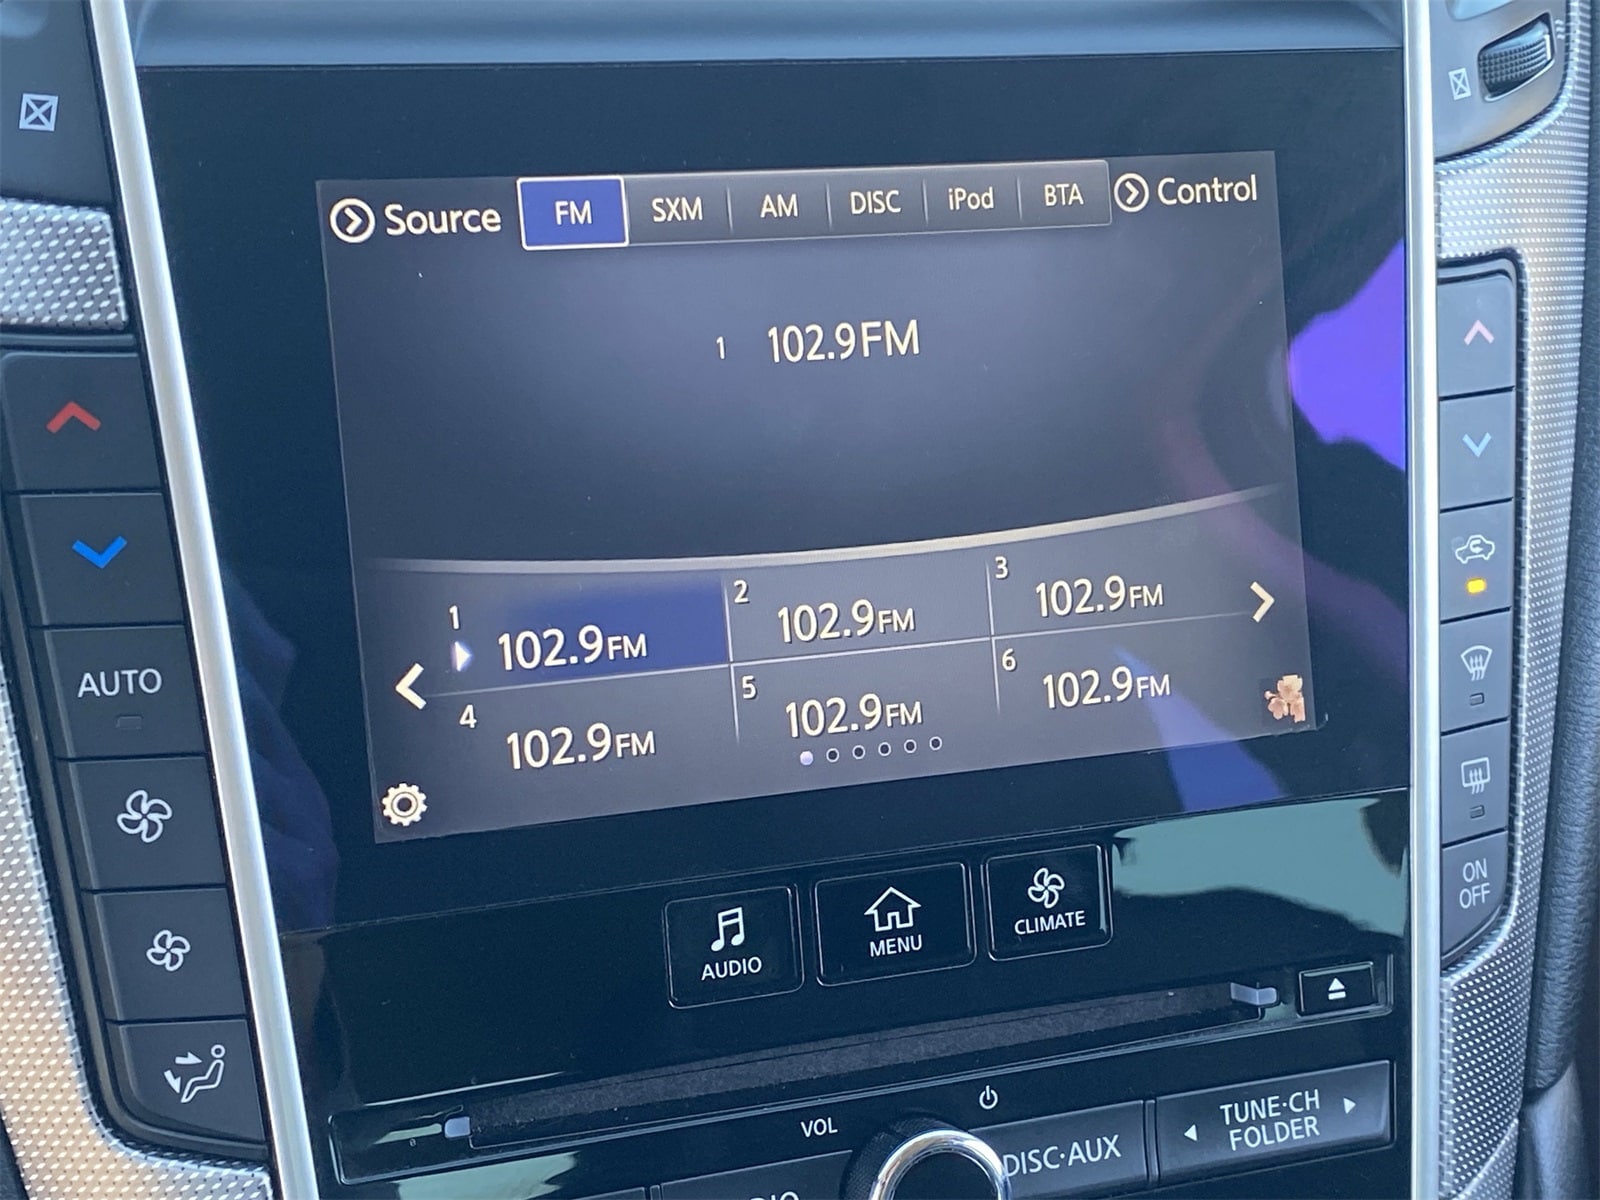 Source FM SXM AM DISC iPod BTA Control
1 102.9FM
1 102.9FM
2 102.9FM
3 102.9FM
4 102.9FM
5 102.9FM
6 102.9FM
AUTO
ON
OFF
AUDIO
MENU
CLIMATE
VOL
DISC·AUX
TUNE·CH
FOLDER